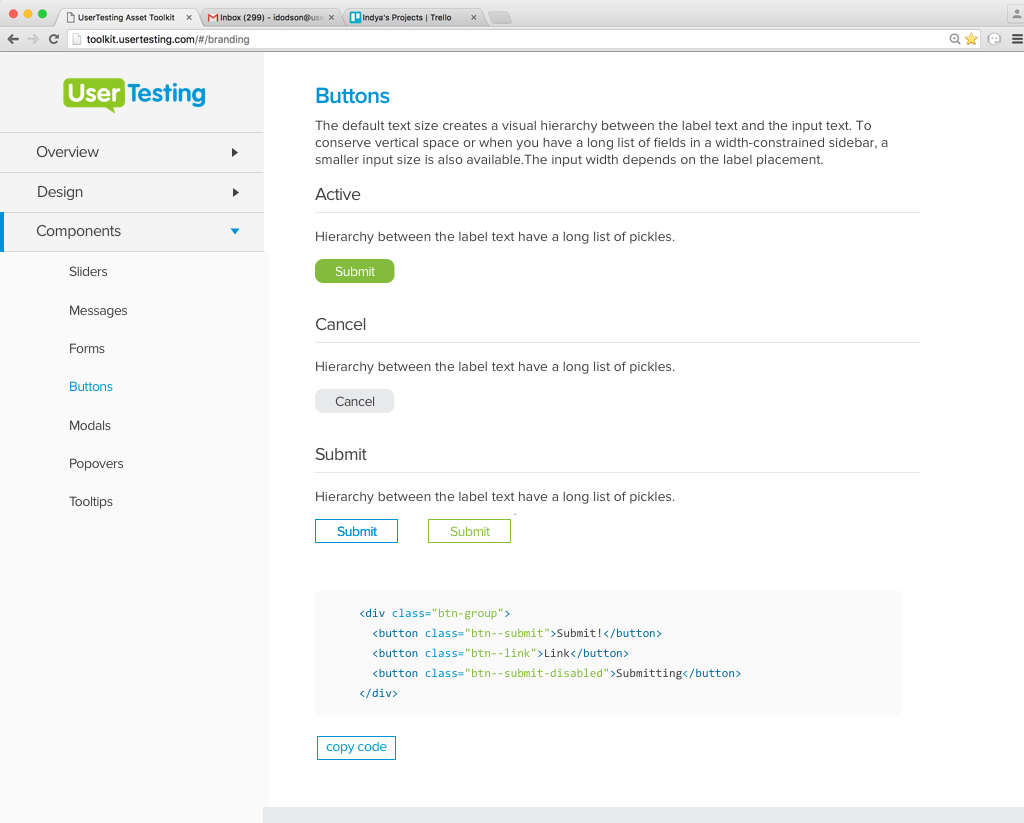 UserTesting Asset Toolkit
Inbox (299) - idodson@use
Indya's Projects | Trello
toolkit.usertesting.com/#/branding
User Testing
Overview
Design
Components
Sliders
Messages
Forms
Buttons
Modals
Popovers
Tooltips
Buttons
The default text size creates a visual hierarchy between the label text and the input text. To
conserve vertical space or when you have a long list of fields in a width-constrained sidebar, a
smaller input size is also available.The input width depends on the label placement.
Active
Hierarchy between the label text have a long list of pickles.
Submit
Cancel
Hierarchy between the label text have a long list of pickles.
Cancel
Submit
Hierarchy between the label text have a long list of pickles.
Submit Submit
<div class="btn-group">
<button class="btn--submit">Submit!</button>
<button class="btn--link">Link</button>
<button class="btn--submit-disabled">Submitting</button>
</div>
copy code